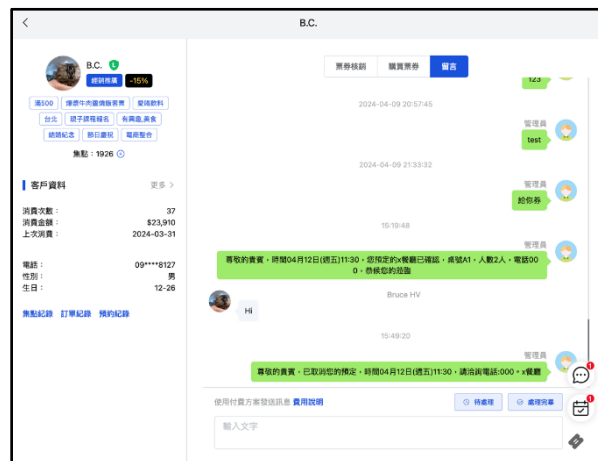 B.C.
B.C.
經銷推廣 -15%
滿500 爆漿牛肉蛋價販客票 愛喝飲料
台北 親子課程報名 有興趣_美食
結婚紀念 節日慶祝 電商整合
集點：1926
客戶資料 更多 >
消費次數： 37
消費金額： $23,910
上次消費： 2024-03-31
電話： 09****8127
性別： 男
生日： 12-26
集點紀錄 訂單紀錄 預約紀錄
票券核銷 購買票券 留言
123
2024-04-09 20:57:45
管理員
test
2024-04-09 21:33:32
管理員
給你券
15:19:48
管理員
尊敬的貴賓，時間04月12日(週五)11:30，您預定的x餐廳已確認，桌號A1，人數2人，電話00
0，恭候您的蒞臨
Bruce HV
Hi
15:49:20
管理員
尊敬的貴賓，已取消您的預定，時間04月12日(週五)11:30，請洽詢電話:000，x餐廳
使用付費方案發送訊息 費用說明 待處理 處理完畢
輸入文字
1
1